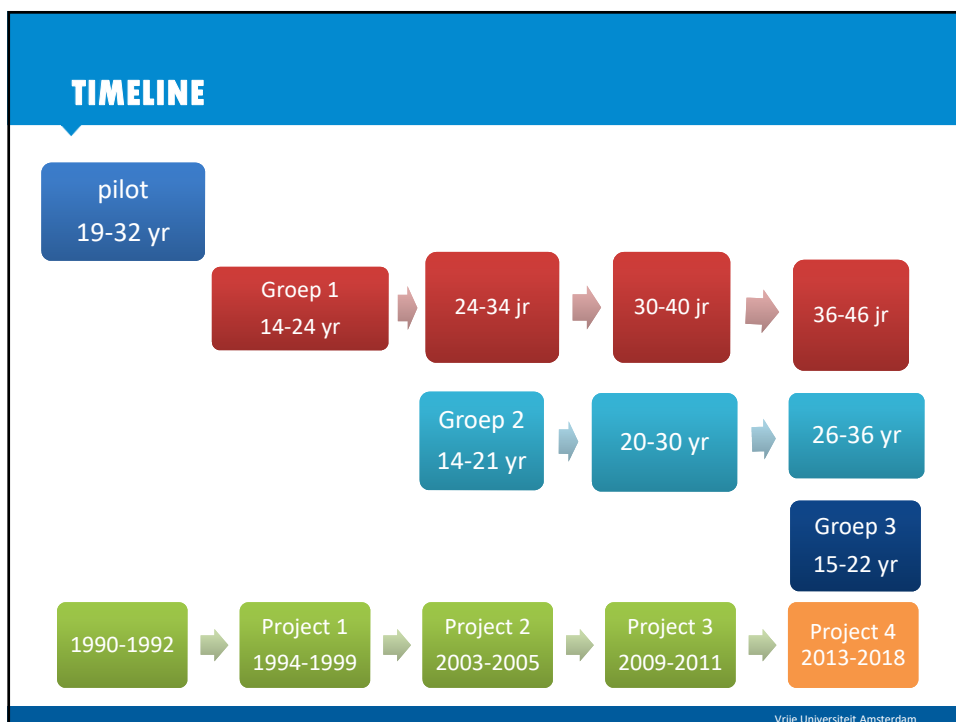 TIMELINE
pilot
19-32 yr
Groep 1
14-24 yr
24-34 jr
30-40 jr
36-46 jr
Groep 2
14-21 yr
20-30 yr
26-36 yr
Groep 3
15-22 yr
1990-1992
Project 1
1994-1999
Project 2
2003-2005
Project 3
2009-2011
Project 4
2013-2018
Vrije Universiteit Amsterdam